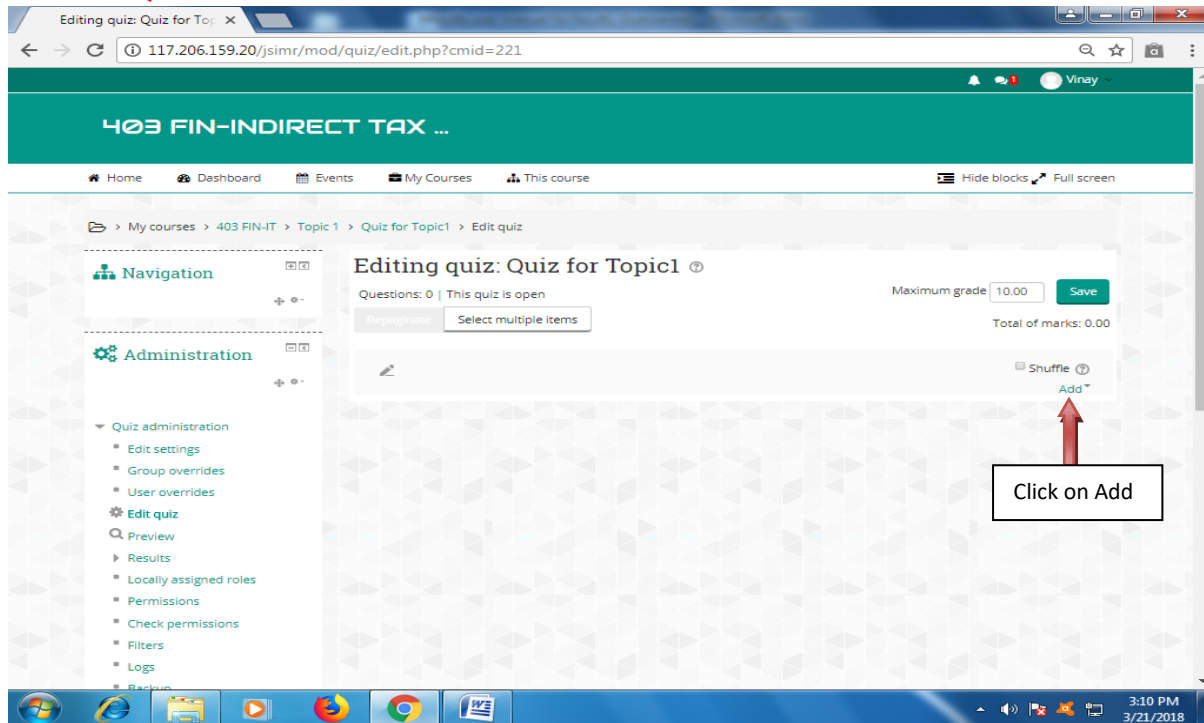 Editing quiz: Quiz for Top
117.206.159.20/jsimr/mod/quiz/edit.php?cmid=221
1 Vinay
403 FIN-INDIRECT TAX ...
Home Dashboard Events My Courses This course Hide blocks Full screen
> My courses > 403 FIN-IT > Topic 1 > Quiz for Topic1 > Edit quiz
Navigation
Editing quiz: Quiz for Topic1
Questions: 0 | This quiz is open
Maximum grade 10.00 Save
Repaginate Select multiple items
Total of marks: 0.00
Administration
Shuffle
Add
Quiz administration
Edit settings
Group overrides
User overrides
Edit quiz
Preview
Results
Locally assigned roles
Permissions
Check permissions
Filters
Logs
Backup
Click on Add
3:10 PM
3/21/2018